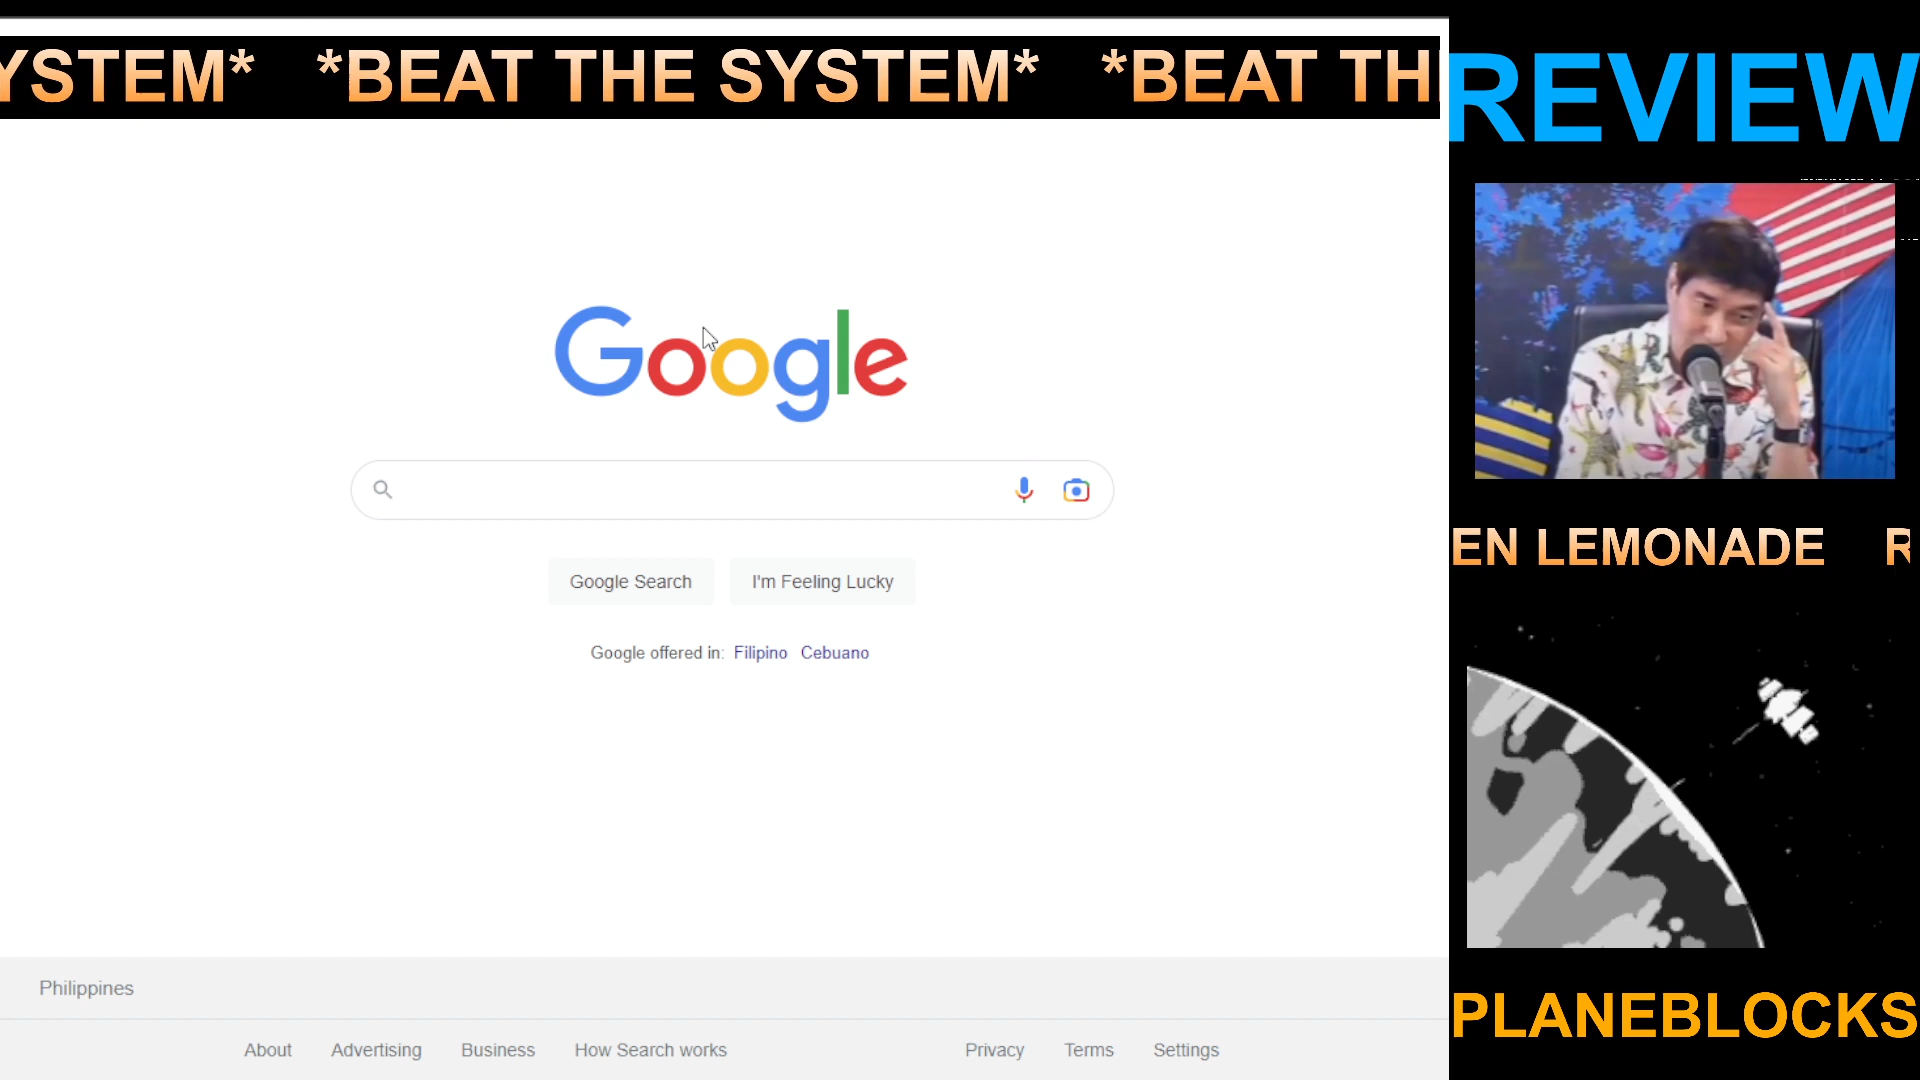 YSTEM* *BEAT THE SYSTEM* *BEAT TH
REVIEW
Google
Google Search
I'm Feeling Lucky
Google offered in: Filipino Cebuano
EN LEMONADE R
PLANEBLOCKS
Philippines
About Advertising Business How Search works Privacy Terms Settings